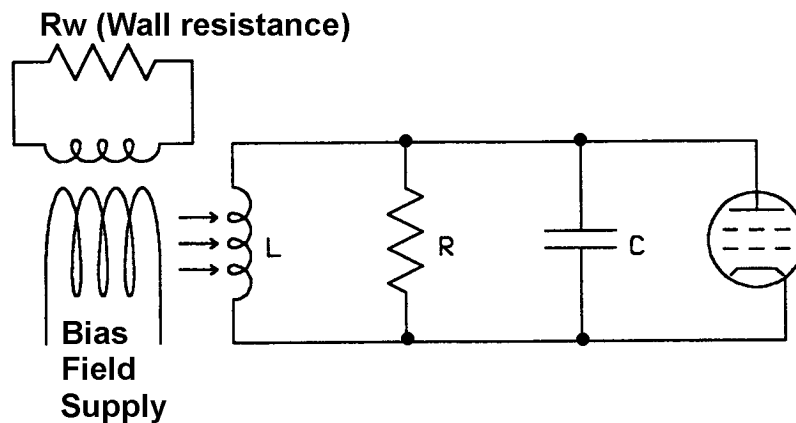 Rw (Wall resistance)
L
R
C
Bias
Field
Supply